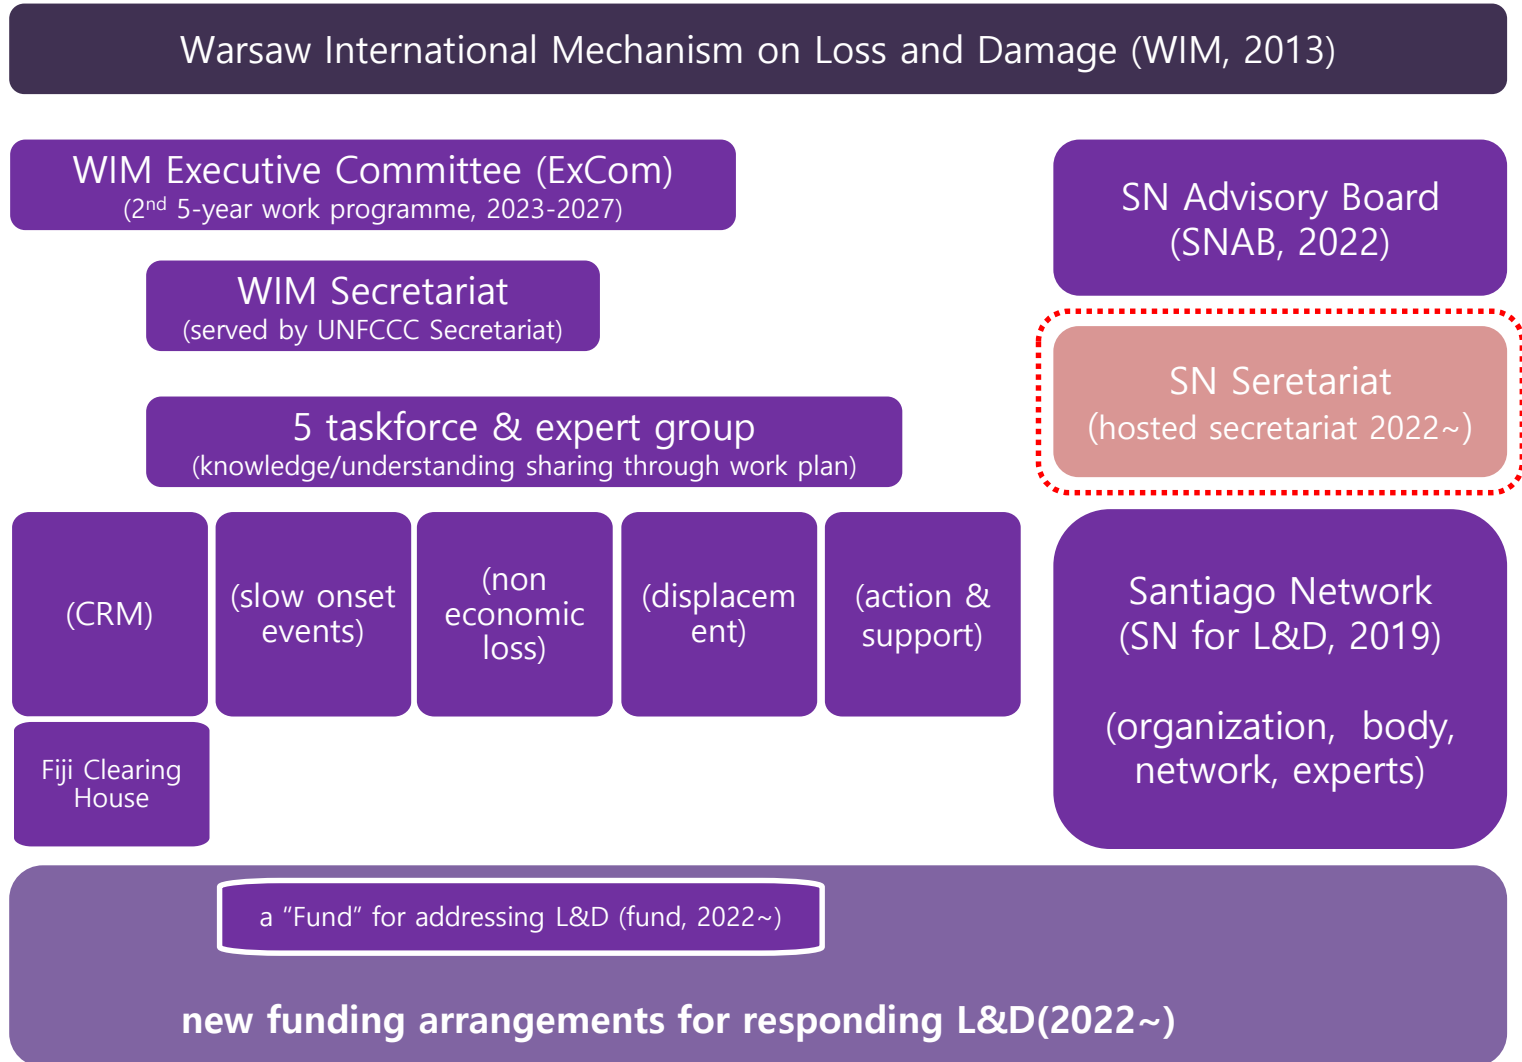 Warsaw International Mechanism on Loss and Damage (WIM, 2013)
WIM Executive Committee (ExCom)
(2nd 5-year work programme, 2023-2027)
WIM Secretariat
(served by UNFCCC Secretariat)
5 taskforce & expert group
(knowledge/understanding sharing through work plan)
(CRM)
(slow onset
events)
(non
economic
loss)
(displacem
ent)
(action &
support)
Fiji Clearing
House
SN Advisory Board
(SNAB, 2022)
SN Seretariat
(hosted secretariat 2022~)
Santiago Network
(SN for L&D, 2019)
(organization, body,
network, experts)
a “Fund” for addressing L&D (fund, 2022~)
new funding arrangements for responding L&D(2022~)